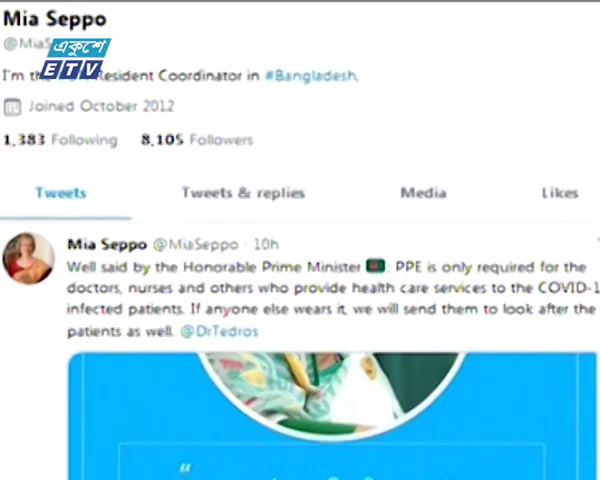 Mia Seppo
@MiaS
একুশে
ETV
I'm th Resident Coordinator in #Bangladesh.
Joined October 2012
1,383 Following 8,105 Followers
Tweets Tweets & replies Media Likes
Mia Seppo @MiaSeppo · 10h
Well said by the Honorable Prime Minister 🇧🇩: PPE is only required for the
doctors, nurses and others who provide health care services to the COVID-1
infected patients. If anyone else wears it, we will send them to look after the
patients as well. @DrTedros
“